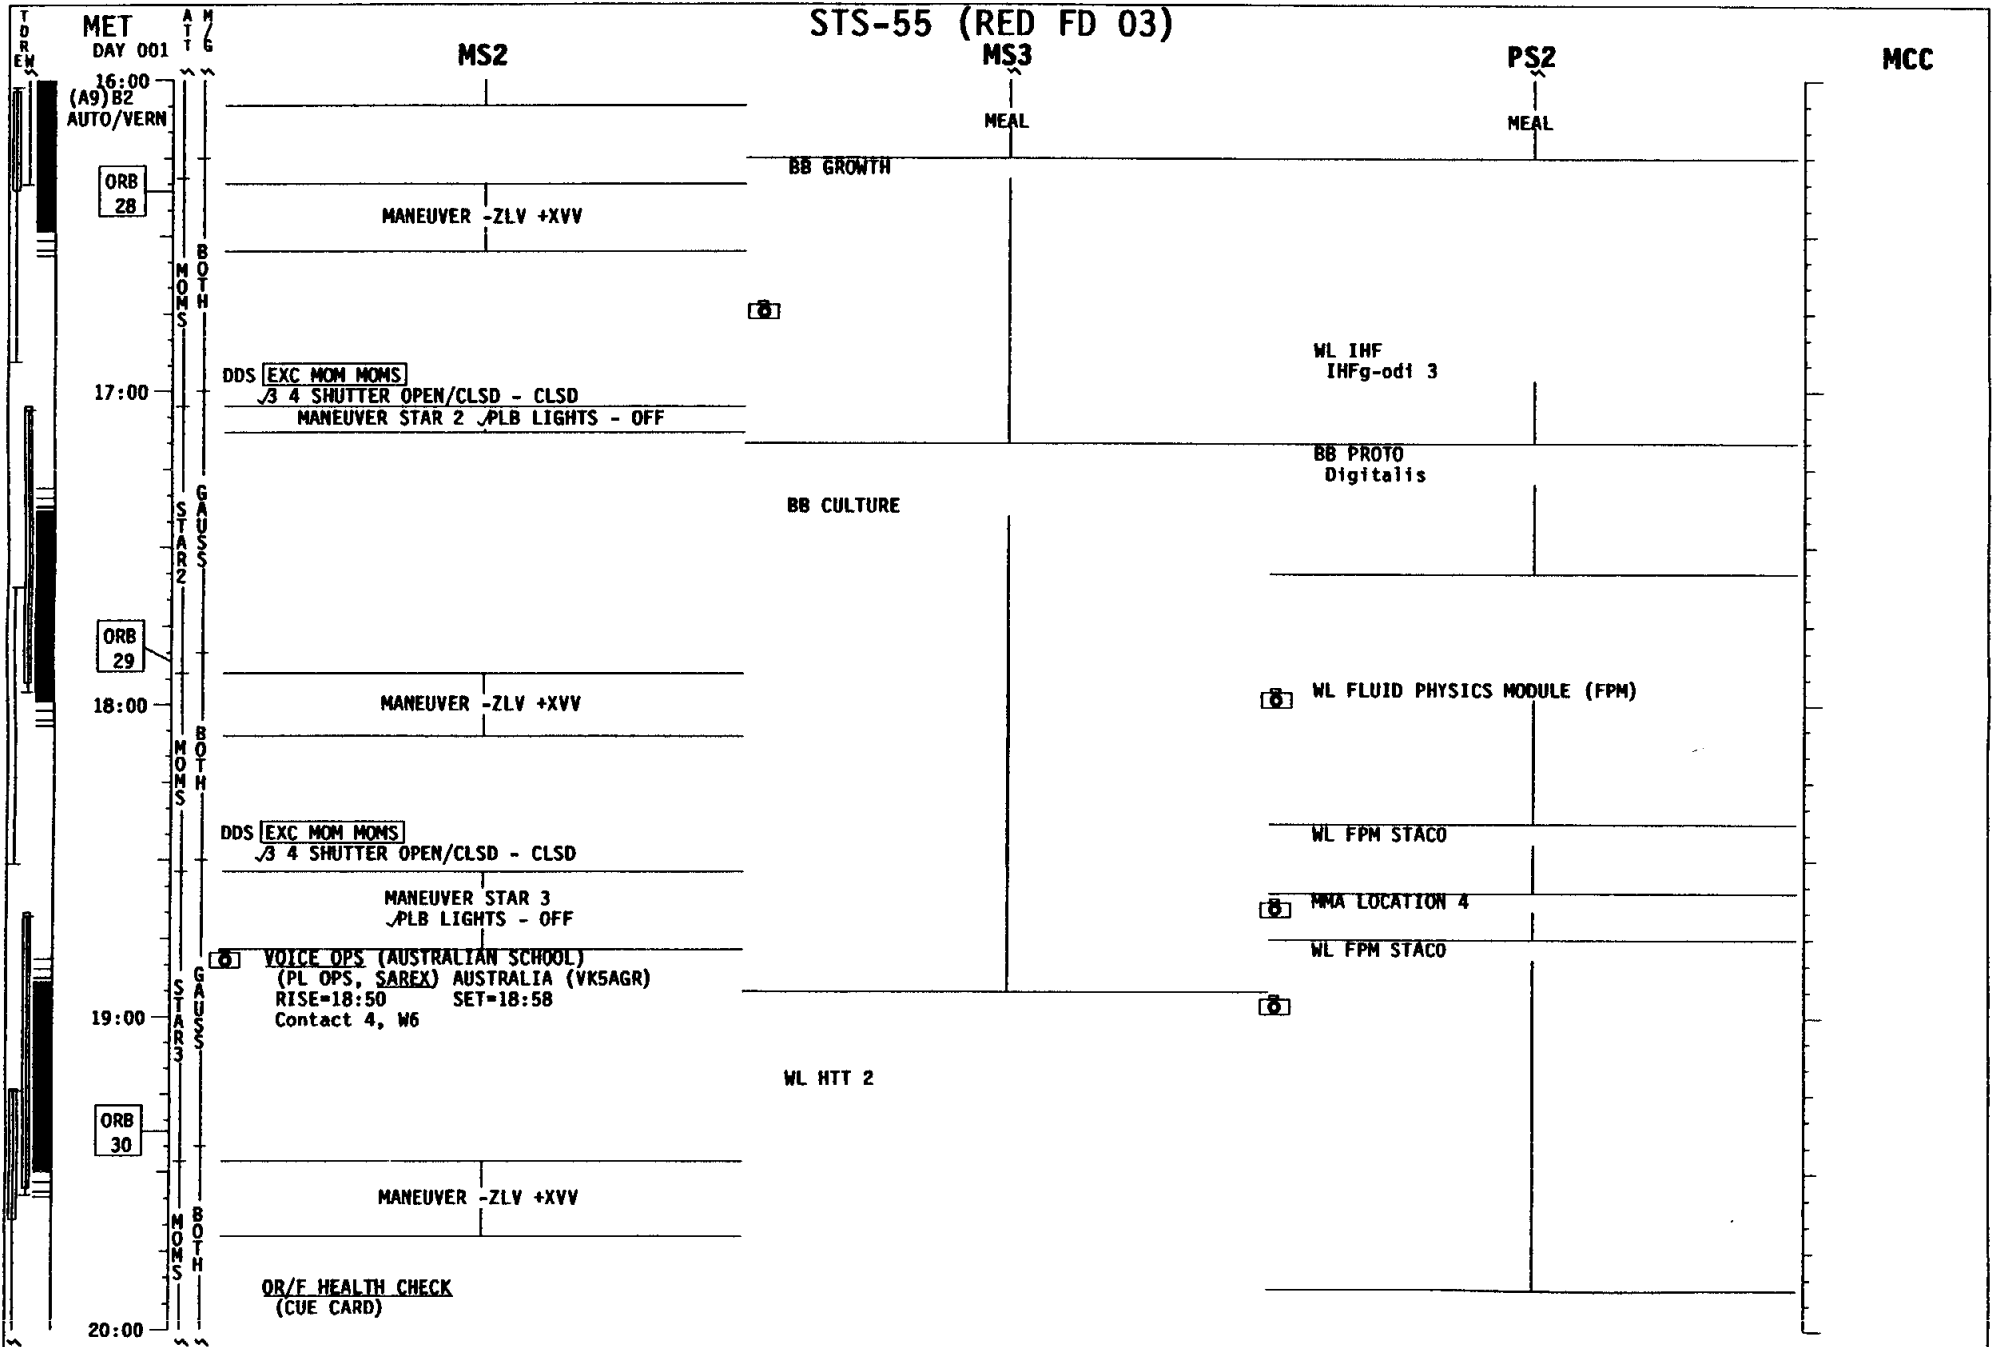 STS-55 (RED FD 03)
TDRE W
MET
DAY 001
ATT
M/G
MS2
MS3
PS2
MCC
16:00
(A9)B2
AUTO/VERN
MEAL
MEAL
BB GROWTH
ORB
28
MANEUVER -ZLV +XVV
MOMS
BOTH
WL IHF
IHFg-odi 3
DDS EXC MOM MOMS
√3 4 SHUTTER OPEN/CLSD - CLSD
17:00
MANEUVER STAR 2 √PLB LIGHTS - OFF
BB PROTO
Digitalis
BB CULTURE
STAR2
GAUSS
ORB
29
MANEUVER -ZLV +XVV
WL FLUID PHYSICS MODULE (FPM)
18:00
MOMS
BOTH
DDS EXC MOM MOMS
√3 4 SHUTTER OPEN/CLSD - CLSD
WL FPM STACO
MANEUVER STAR 3
√PLB LIGHTS - OFF
MMA LOCATION 4
WL FPM STACO
VOICE OPS (AUSTRALIAN SCHOOL)
(PL OPS, SAREX) AUSTRALIA (VK5AGR)
RISE=18:50 SET=18:58
Contact 4, W6
19:00
STAR3
GAUSS
WL HTT 2
ORB
30
MANEUVER -ZLV +XVV
MOMS
BOTH
OR/F HEALTH CHECK
(CUE CARD)
20:00